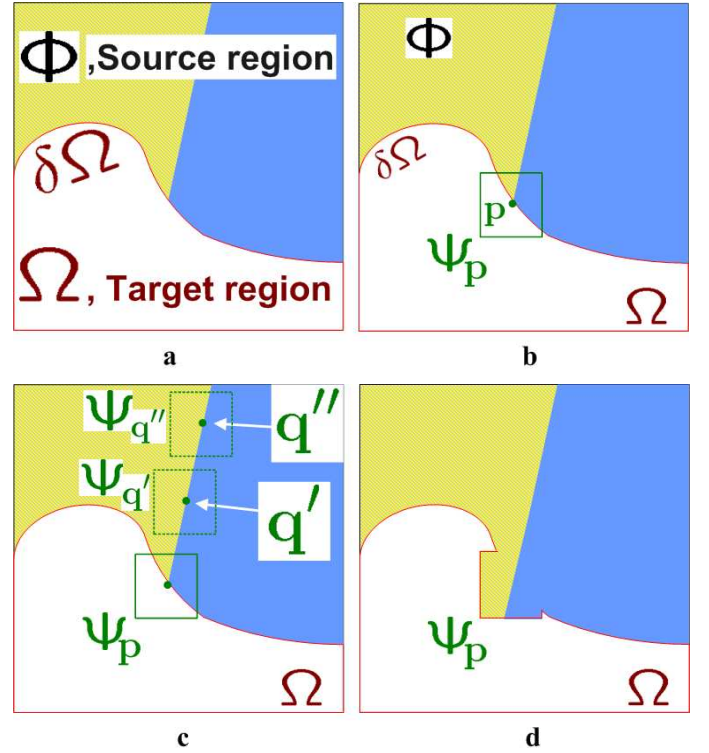 Φ ,Source region
δΩ
Ω, Target region
a
Φ
δΩ
p
Ψp
Ω
b
Ψq′′
q′′
Ψq′
q′
Ψp
Ω
c
Ψp
Ω
d